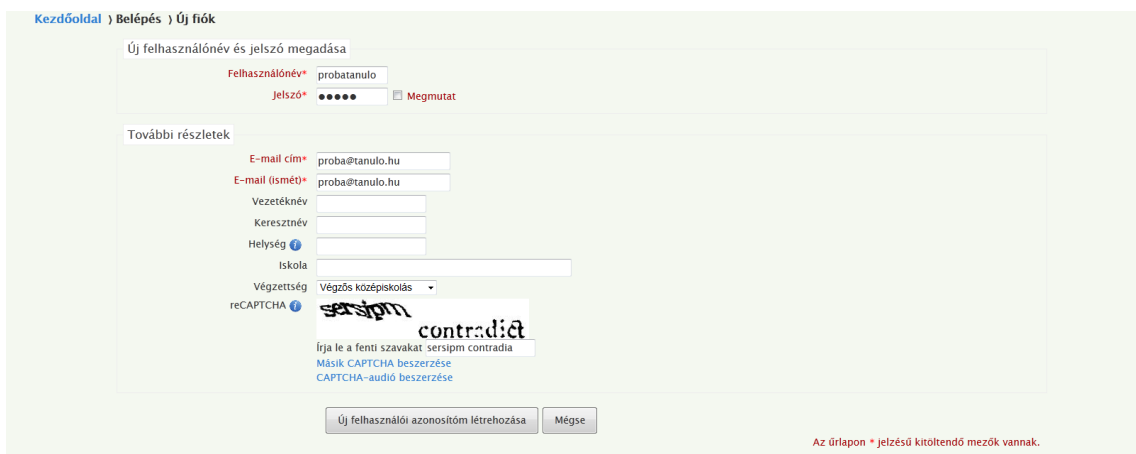 Kezdőoldal ⟩ Belépés ⟩ Új fiók
Új felhasználónév és jelszó megadása
Felhasználónév* probatanulo
Jelszó* ●●●●● Megmutat
További részletek
E-mail cím* proba@tanulo.hu
E-mail (ismét)* proba@tanulo.hu
Vezetéknév
Keresztnév
Helység i
Iskola
Végzettség Végzős középiskolás
reCAPTCHA i sersipm
contradict
Írja le a fenti szavakat sersipm contradia
Másik CAPTCHA beszerzése
CAPTCHA-audió beszerzése
Új felhasználói azonosítóm létrehozása Mégse
Az űrlapon * jelzésű kitöltendő mezők vannak.